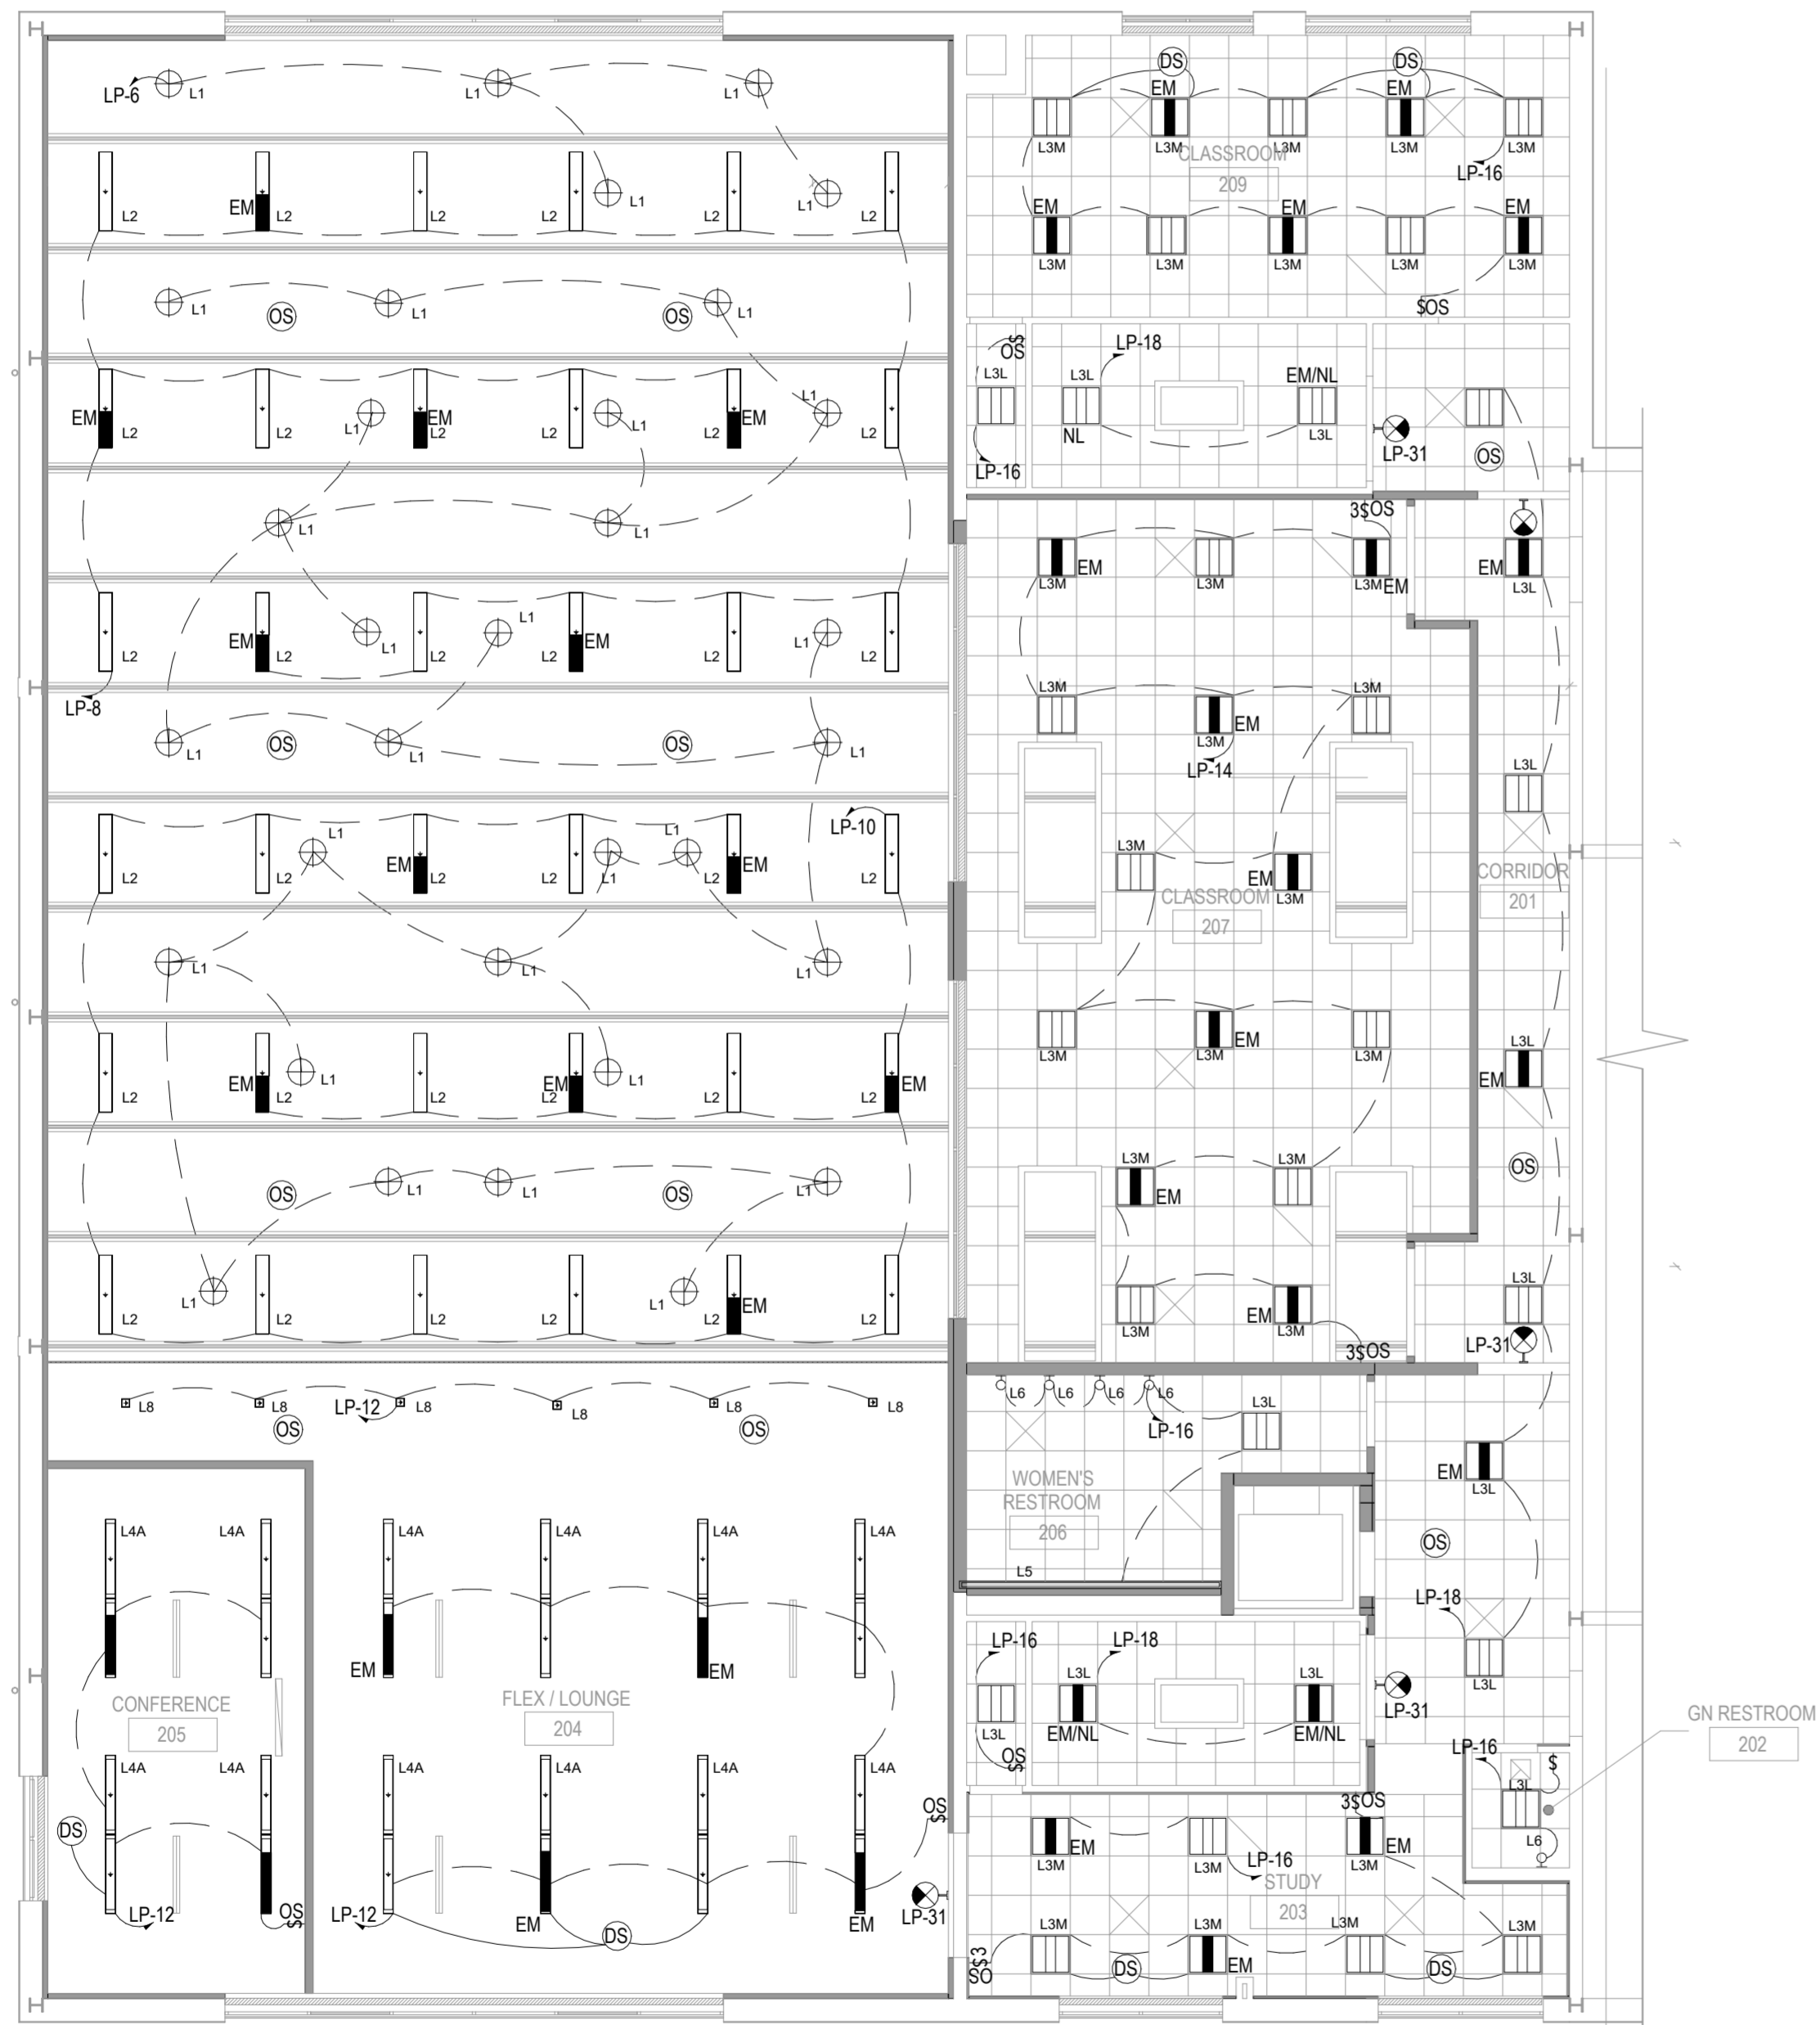 LP-6
L1
L1
L1
L2
EM
L2
L2
L2
L1
L2
L1
L1
OS
L1
OS
L1
EM
L2
L2
L1
EM
L2
L2
L1
EM
L1
L2
L1
L1
L2
EM
L2
L1
L2
L1
EM
L2
L1
L2
LP-8
L1
OS
L1
OS
L1
L2
L2
L1
EM
L2
L1
L1
EM
L2
LP-10
L2
L1
L1
L1
L2
EM
L2
L1
L2
EM
L2
L1
L2
EM
OS
L1
L1
OS
L1
L2
L1
L2
L2
L2
L1
L2
EM
L8
L8
OS
LP-12
L8
L8
L8
OS
L8
L4A
L4A
L4A
L4A
L4A
L4A
EM
EM
CONFERENCE
205
FLEX / LOUNGE
204
L4A
L4A
L4A
L4A
L4A
L4A
DS
LP-12
OS
$
LP-12
EM
DS
EM
OS
$
LP-31
DS
DS
EM
EM
L3M
L3M
L3M
L3M
L3M
CLASSROOM
209
LP-16
EM
EM
EM
L3M
L3M
L3M
L3M
L3M
$OS
$
OS
L3L
LP-16
LP-18
L3L
NL
EM/NL
L3L
LP-31
OS
3$OS
L3M
EM
L3M
L3M
EM
EM
L3L
L3M
L3M
EM
L3M
LP-14
L3L
L3M
EM
L3M
CLASSROOM
207
CORRIDOR
201
L3M
L3M
EM
L3M
L3L
EM
L3M
EM
L3M
OS
L3M
EM
L3M
3$OS
L3L
LP-31
L6
L6
L6
L6
LP-16
L3L
WOMEN'S
RESTROOM
206
L5
EM
L3L
OS
LP-18
L3L
LP-16
L3L
OS
$
LP-18
L3L
EM/NL
L3L
EM/NL
LP-31
GN RESTROOM
202
LP-16
L3L
$
L6
3$OS
L3M
EM
L3M
LP-16
L3M
EM
STUDY
203
$3
SO
L3M
DS
L3M
EM
L3M
DS
L3M